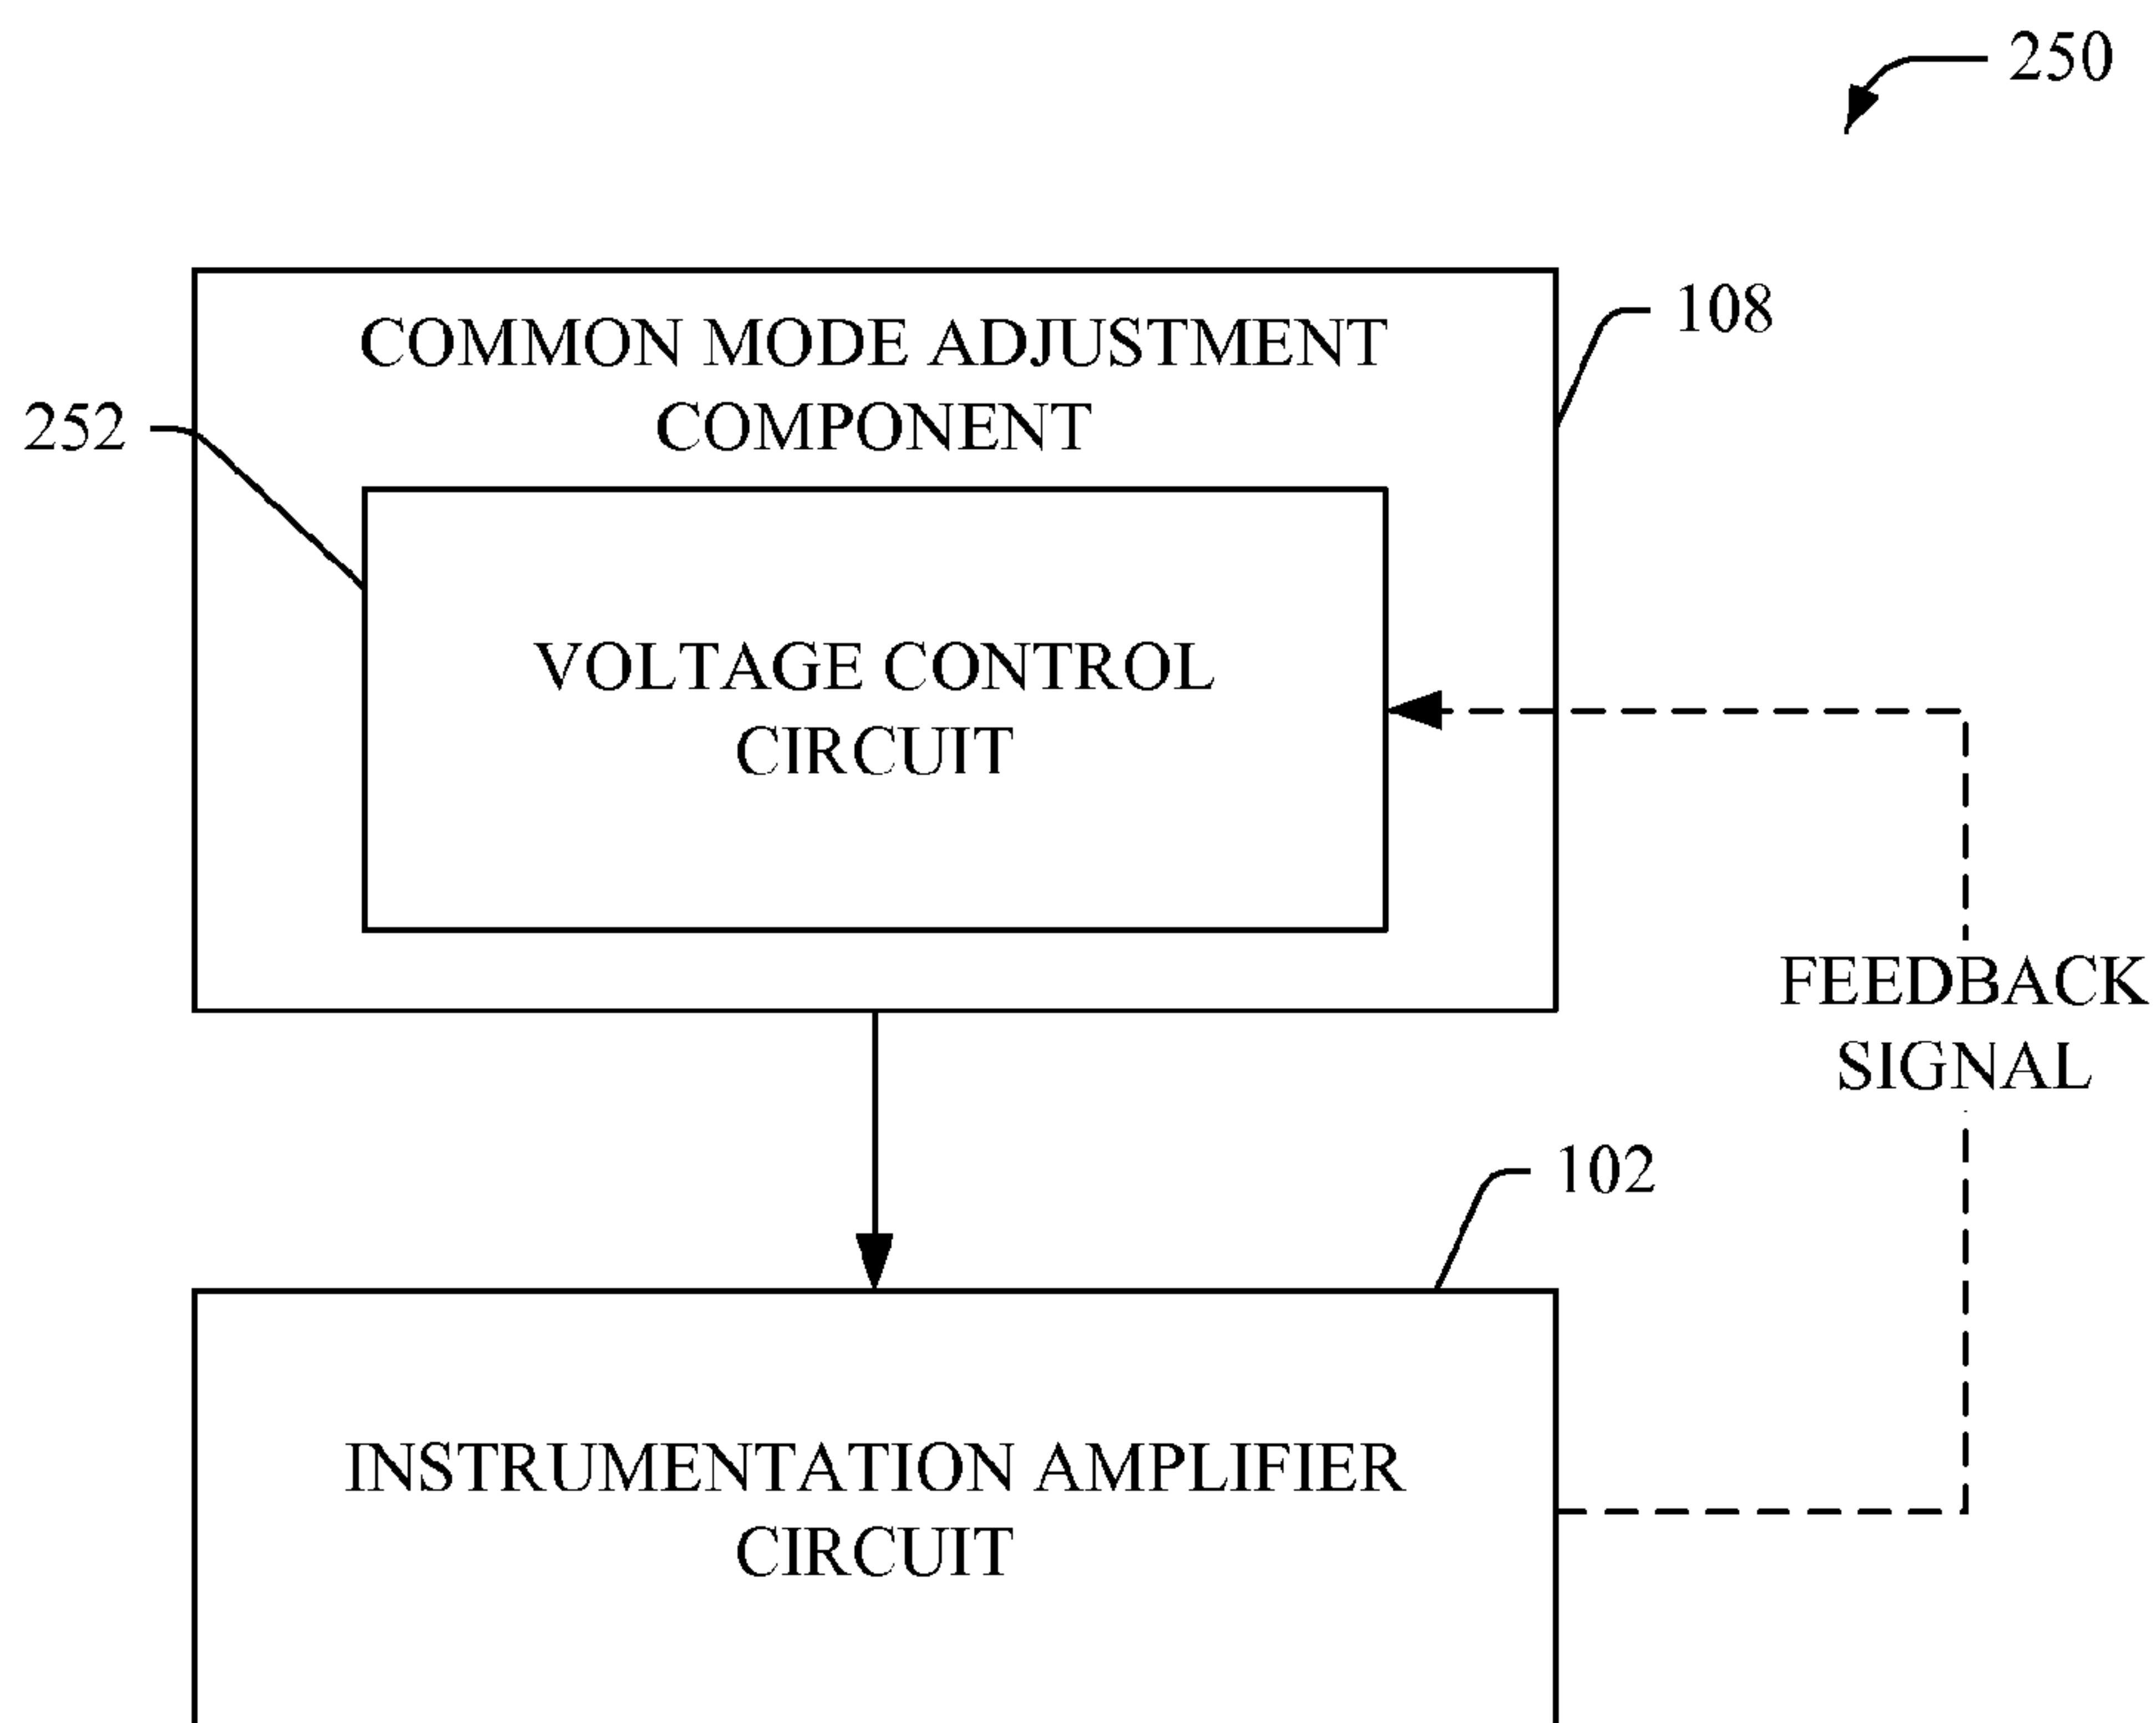 250
108
COMMON MODE ADJUSTMENT
COMPONENT
252
VOLTAGE CONTROL
CIRCUIT
FEEDBACK
SIGNAL
102
INSTRUMENTATION AMPLIFIER
CIRCUIT